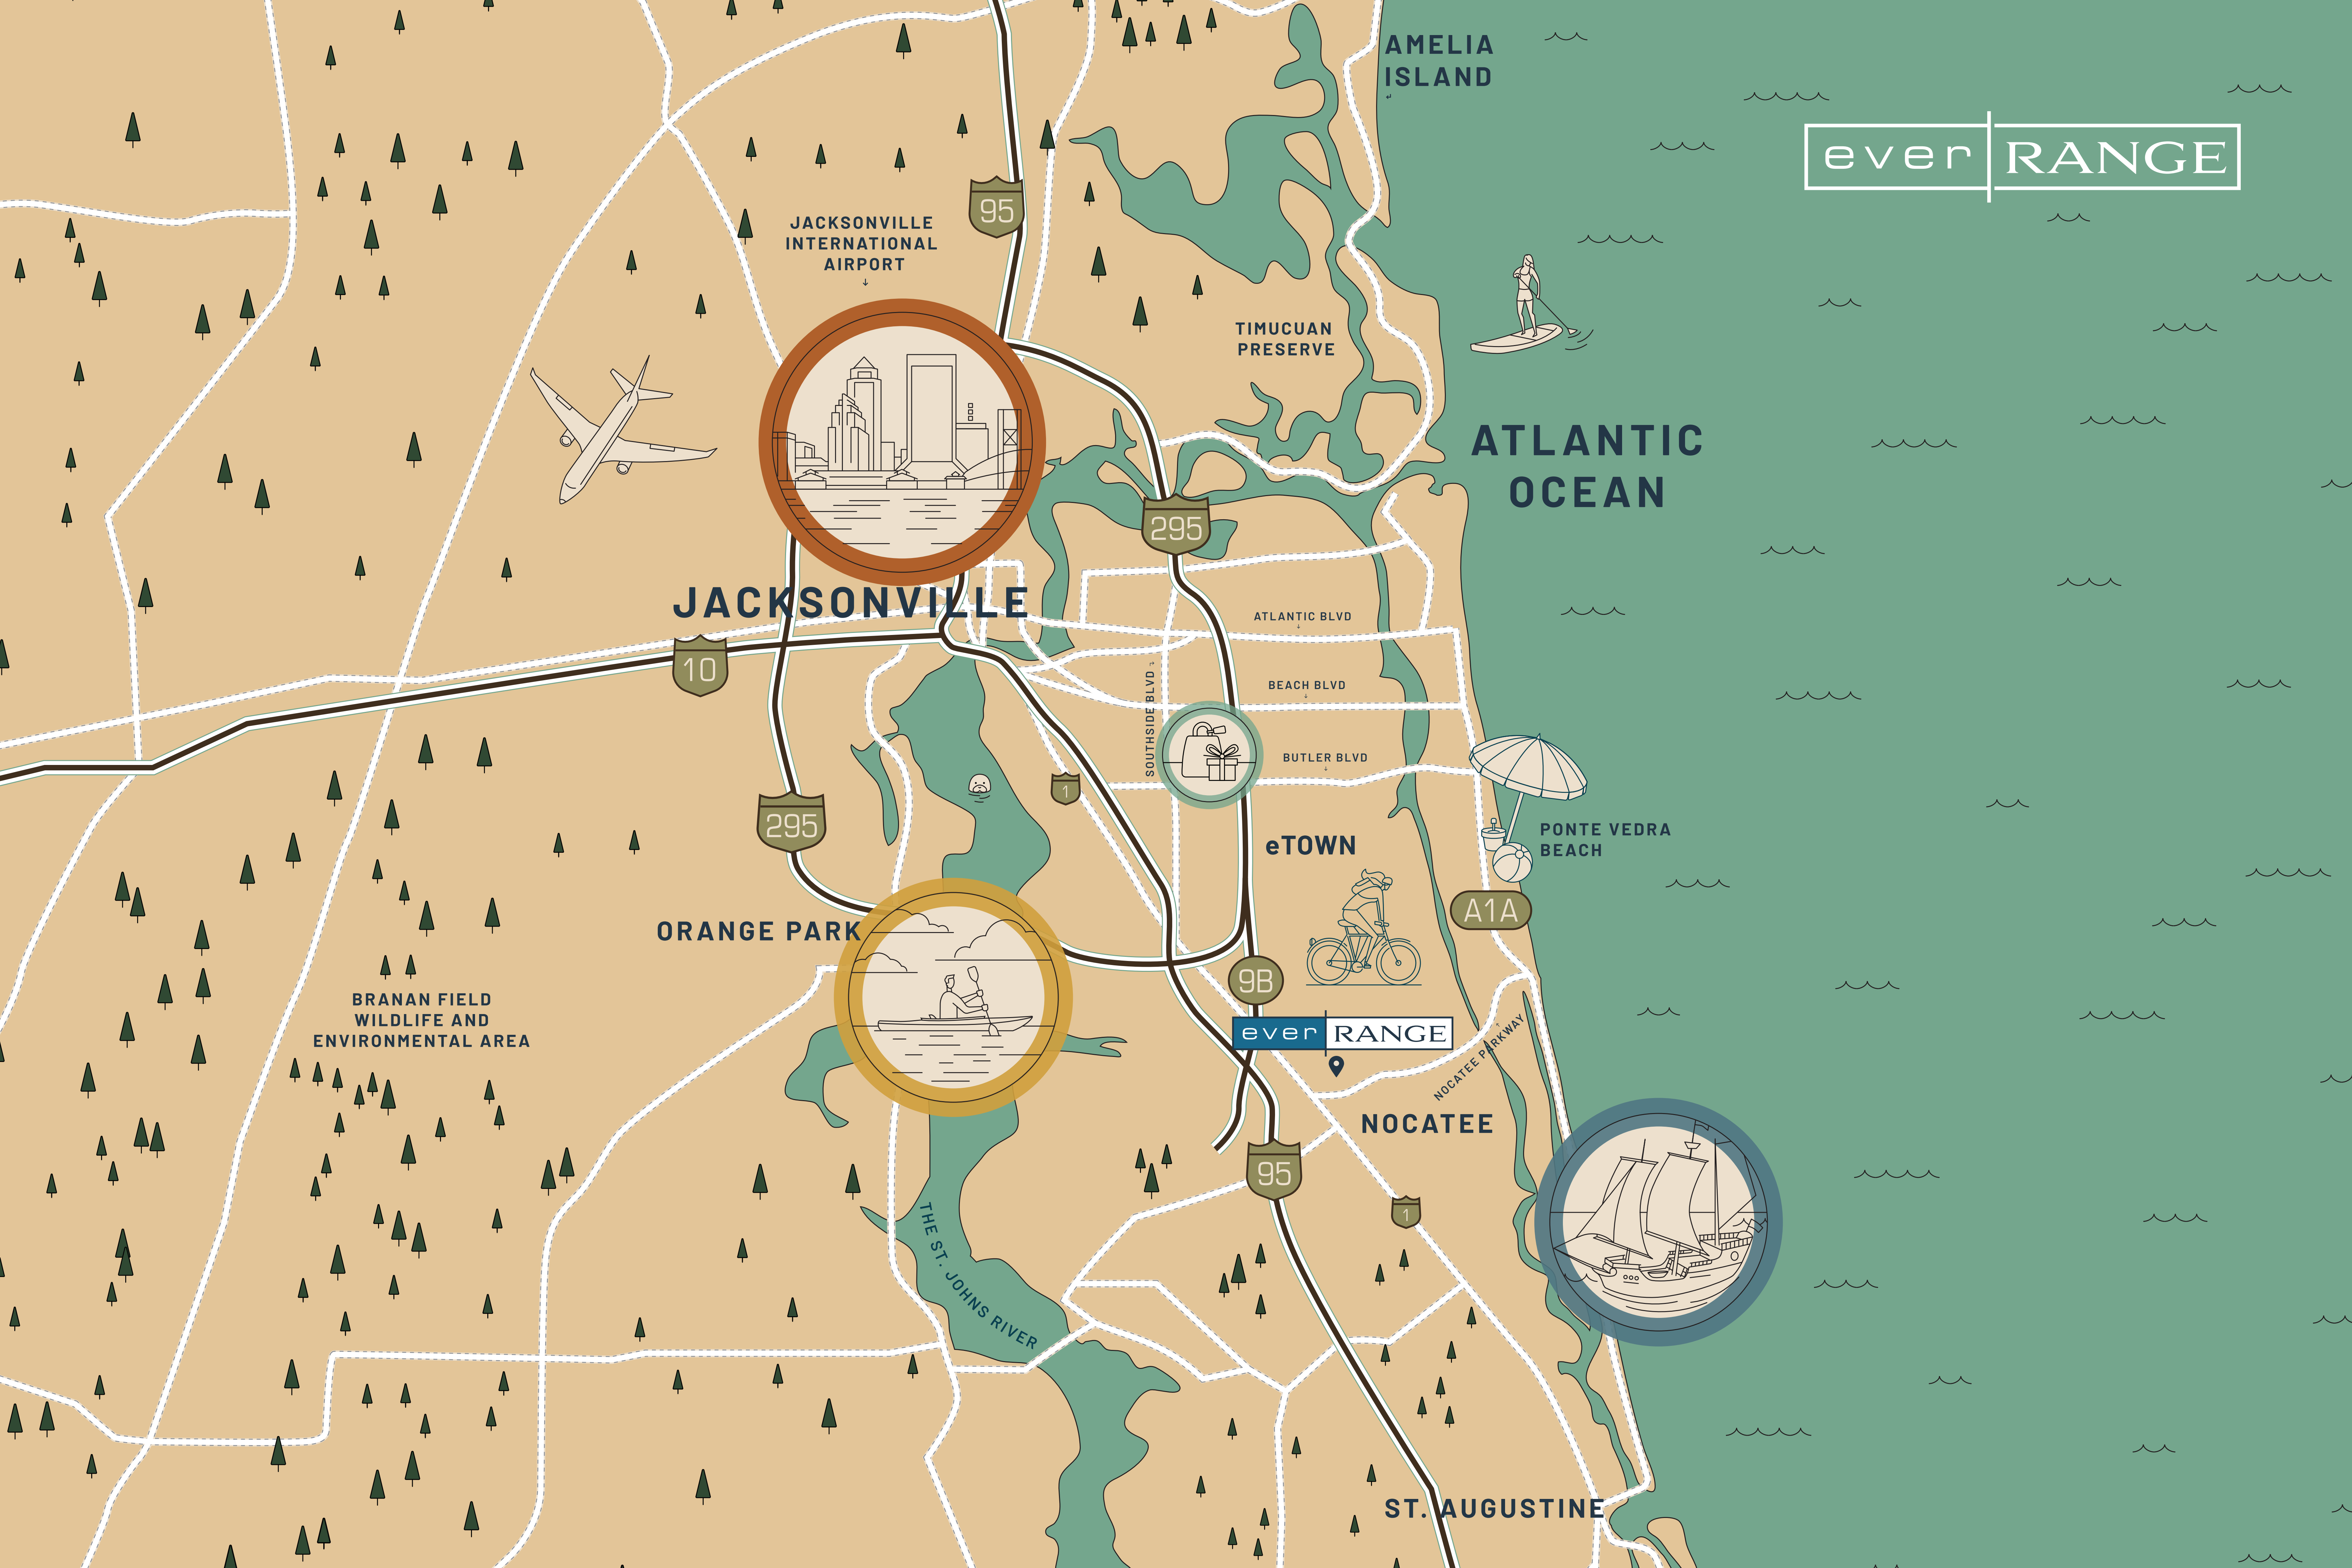 AMELIA
ISLAND
ever RANGE
95
JACKSONVILLE
INTERNATIONAL
AIRPORT
TIMUCUAN
PRESERVE
ATLANTIC
OCEAN
295
JACKSONVILLE
ATLANTIC BLVD
10
BEACH BLVD
SOUTHSIDE BLVD
BUTLER BLVD
1
295
eTOWN
PONTE VEDRA
BEACH
A1A
ORANGE PARK
9B
BRANAN FIELD
WILDLIFE AND
ENVIRONMENTAL AREA
ever RANGE
NOCATEE PARKWAY
NOCATEE
95
1
THE ST. JOHNS RIVER
ST. AUGUSTINE